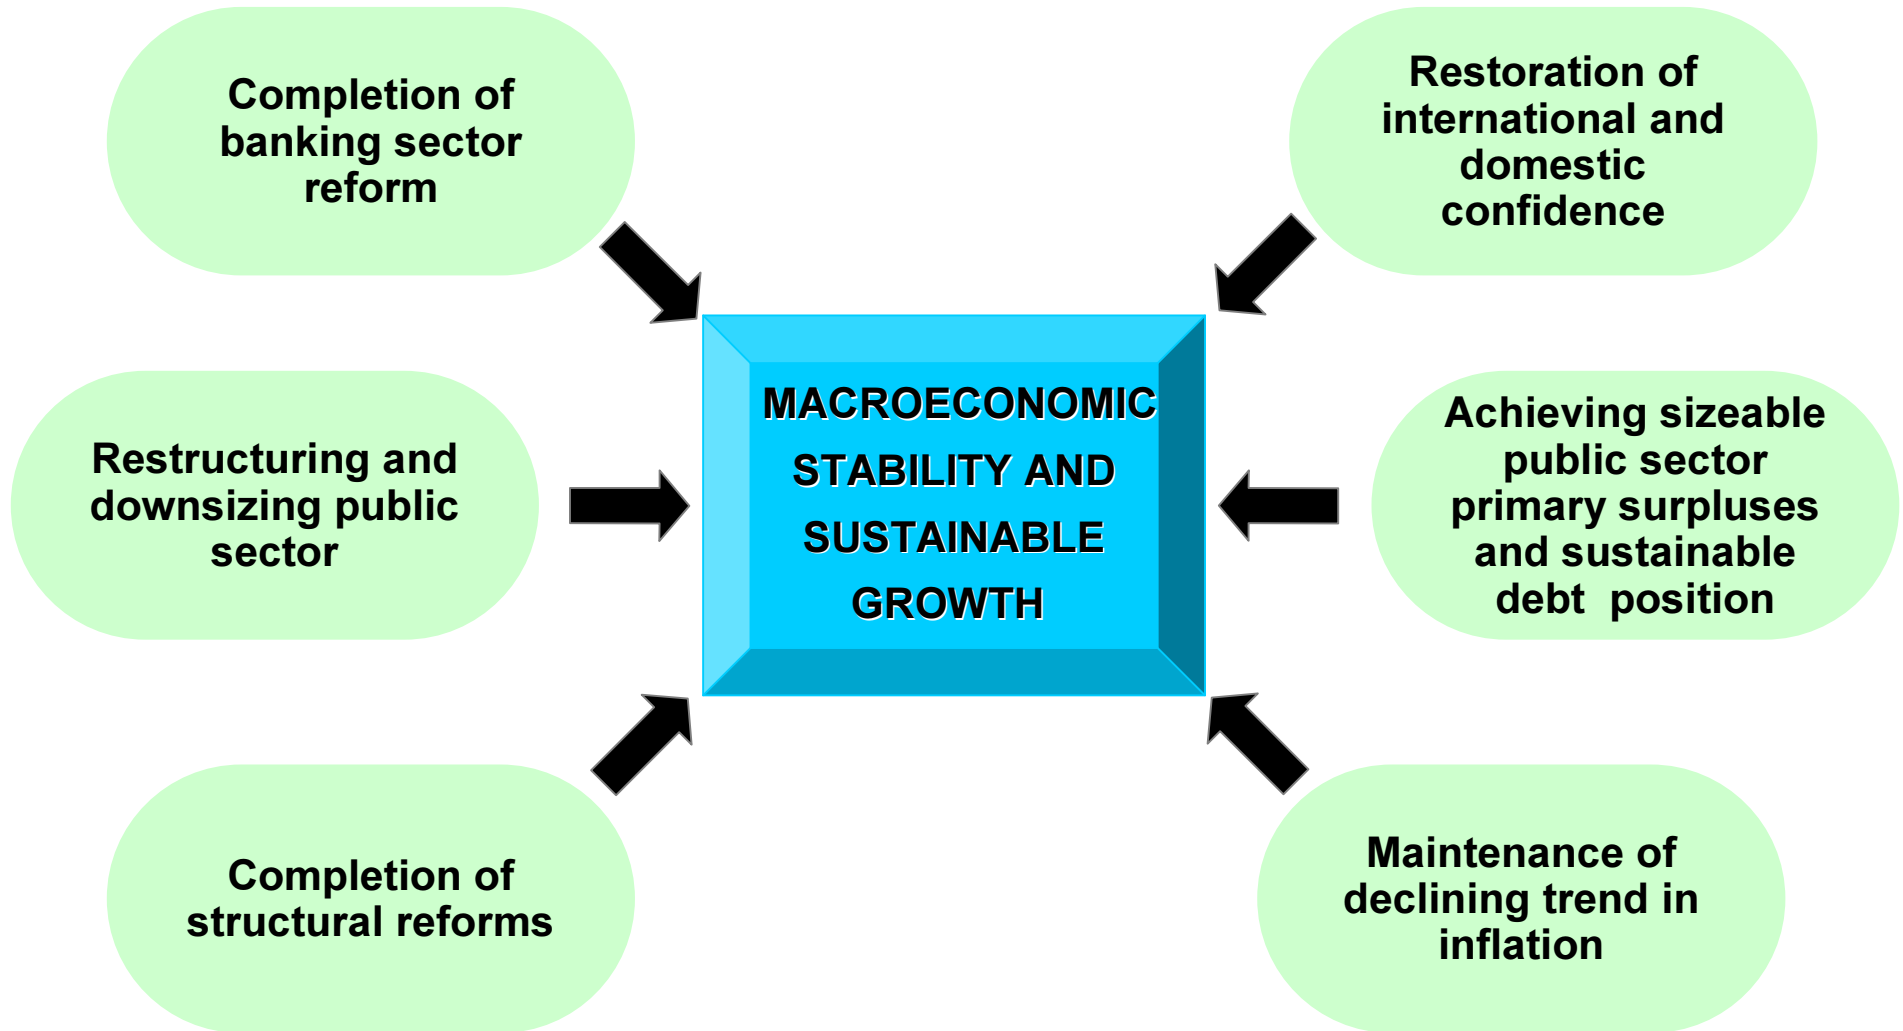 Completion of
banking sector
reform
Restoration of
international and
domestic
confidence
MACROECONOMIC
STABILITY AND
SUSTAINABLE
GROWTH
Restructuring and
downsizing public
sector
Achieving sizeable
public sector
primary surpluses
and sustainable
debt  position
Completion of
structural reforms
Maintenance of
declining trend in
inflation